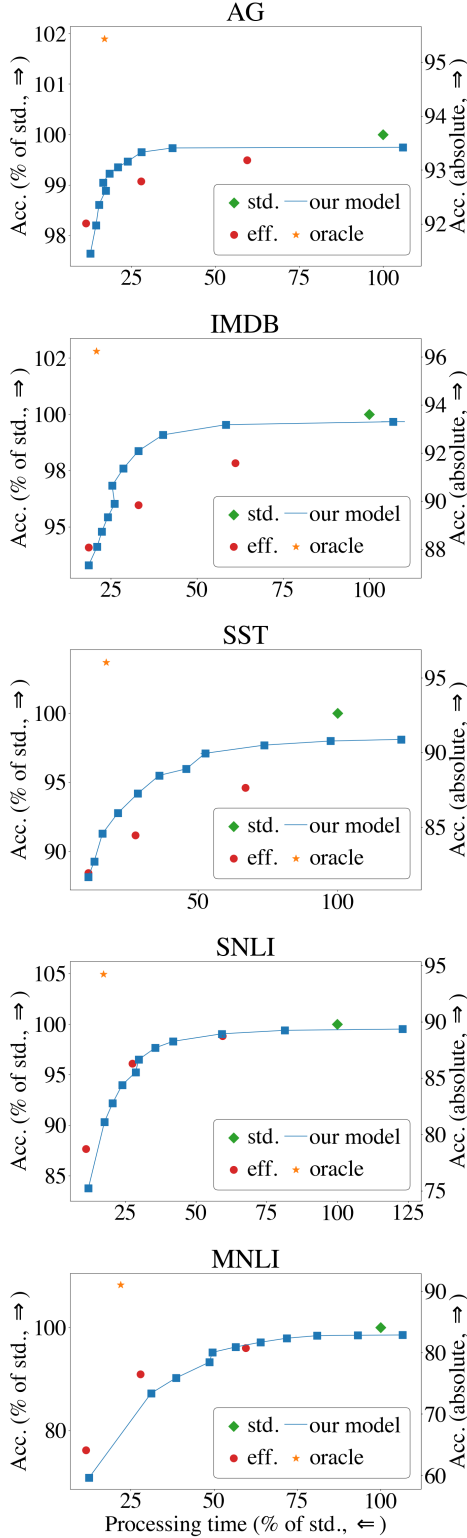 AG
Acc. (% of std., ⇒)
102
101
100
99
98
Acc. (absolute, ⇒)
95
94
93
92
std.
our model
eff.
oracle
25
50
75
100
IMDB
Acc. (% of std., ⇒)
102
100
98
95
Acc. (absolute, ⇒)
96
94
92
90
88
std.
our model
eff.
oracle
25
50
75
100
SST
Acc. (% of std., ⇒)
100
95
90
Acc. (absolute, ⇒)
95
90
85
std.
our model
eff.
oracle
50
100
SNLI
Acc. (% of std., ⇒)
105
100
95
90
85
Acc. (absolute, ⇒)
95
90
85
80
75
std.
our model
eff.
oracle
25
50
75
100
125
MNLI
Acc. (% of std., ⇒)
100
80
Acc. (absolute, ⇒)
90
80
70
60
std.
our model
eff.
oracle
25
50
75
100
Processing time (% of std., ⇐)